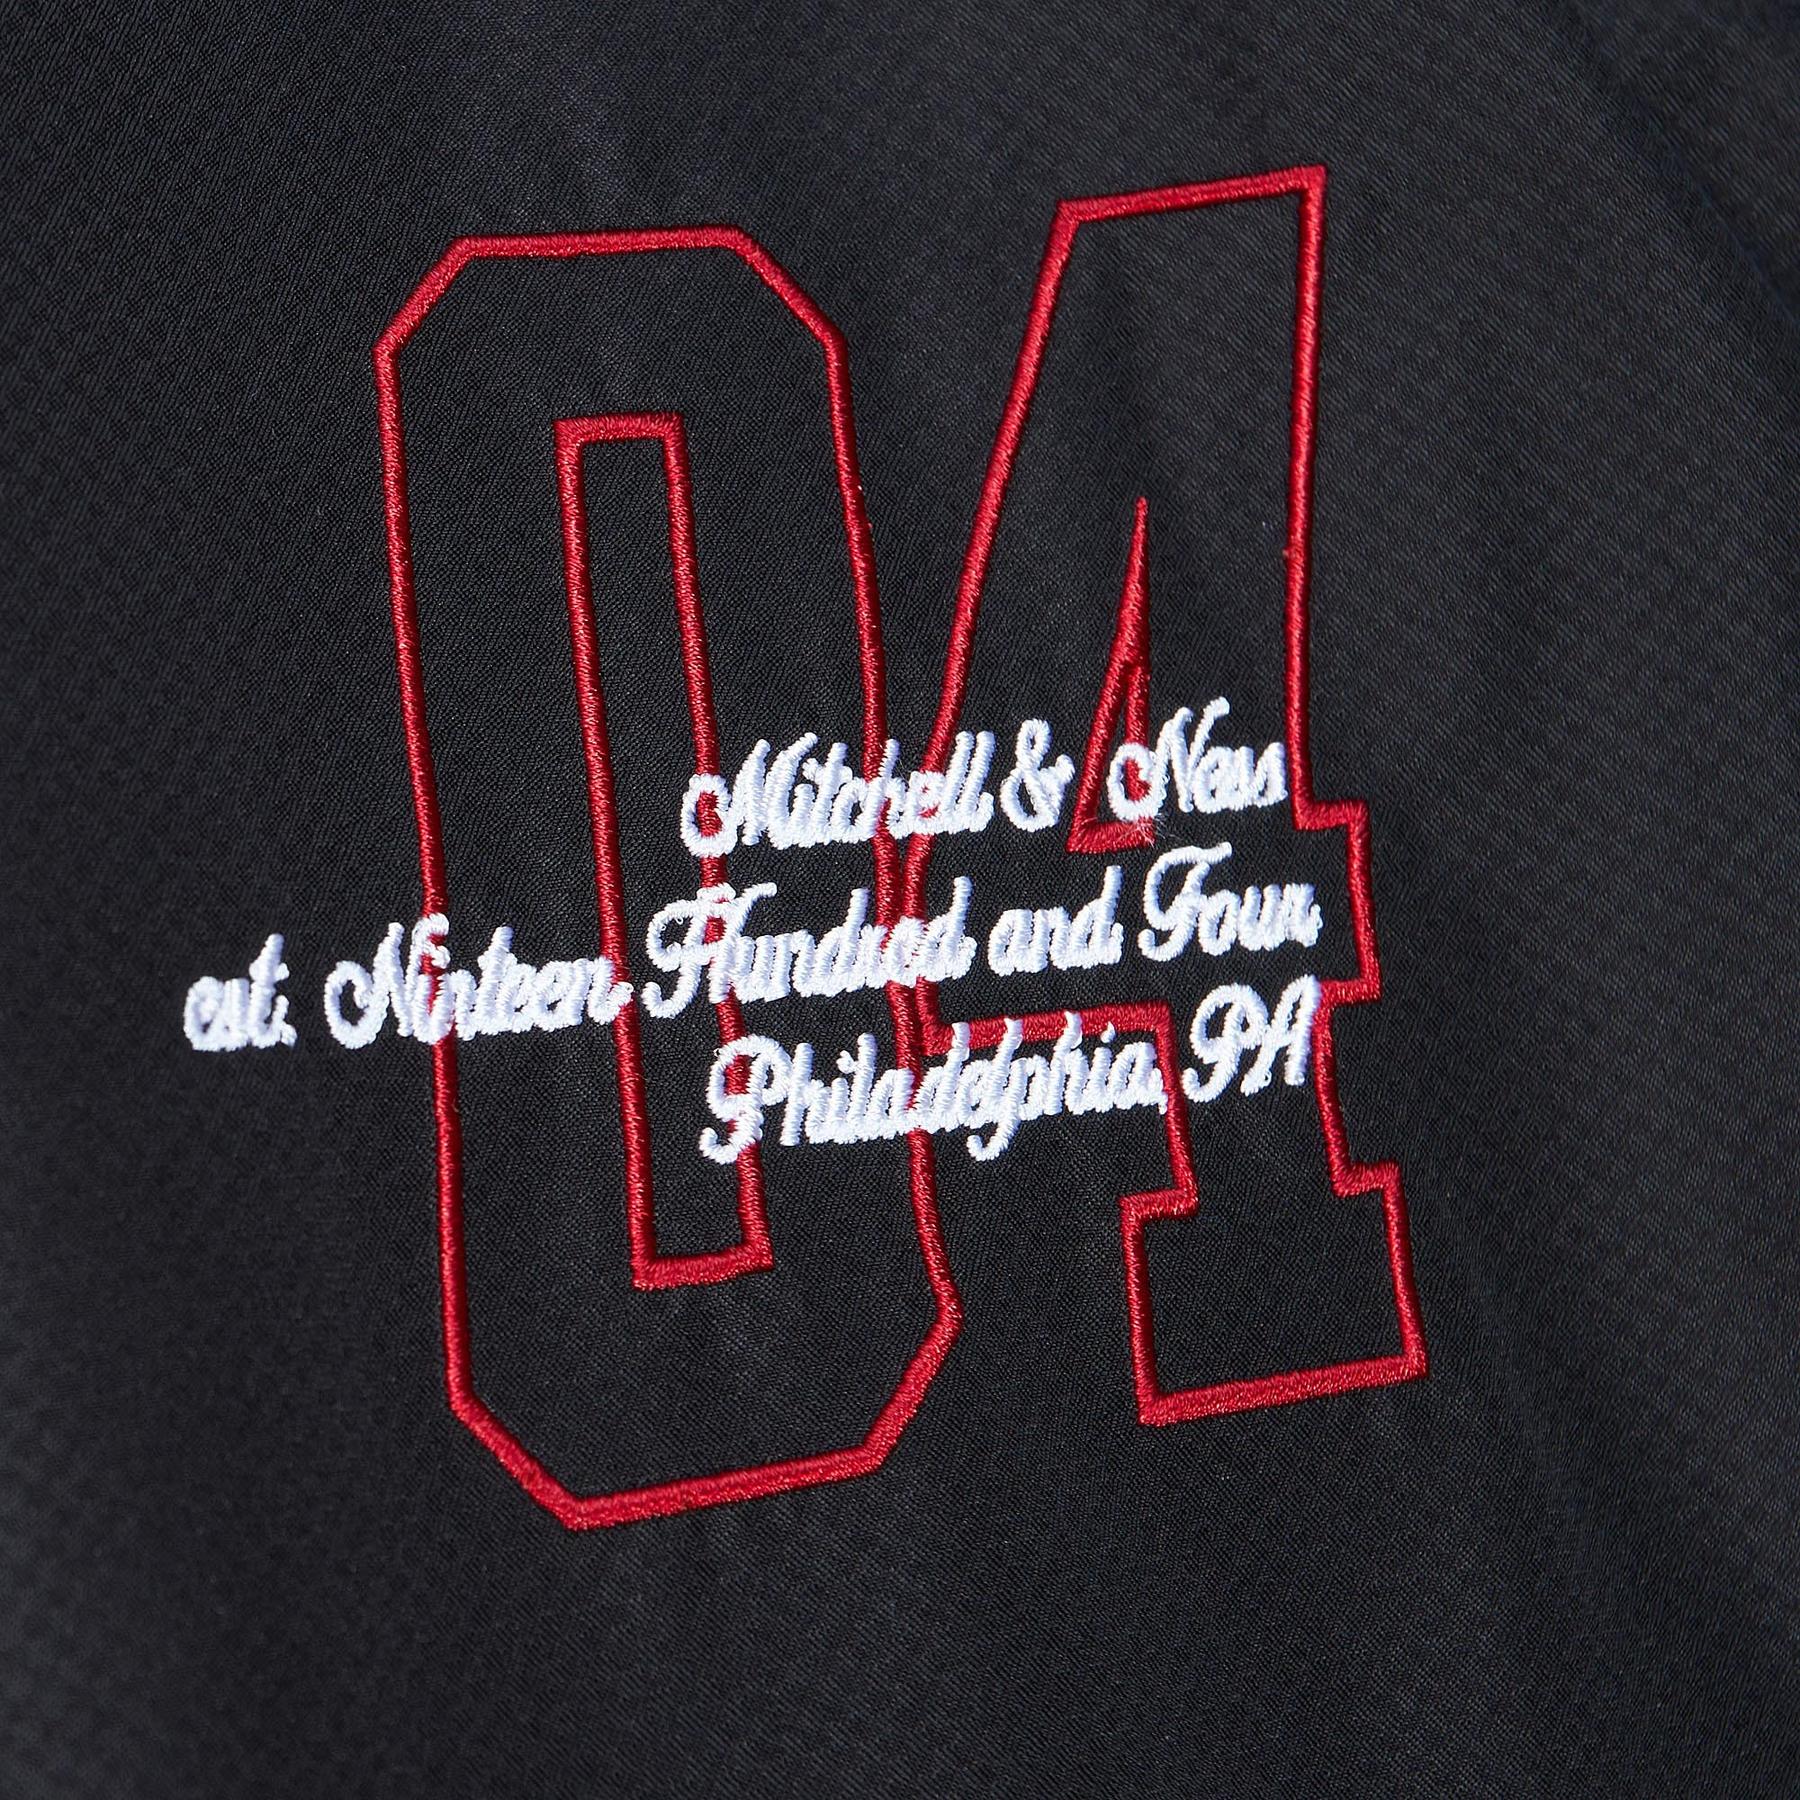 04
Mitchell & Ness
est. Nineteen Hundred and Four
Philadelphia, PA